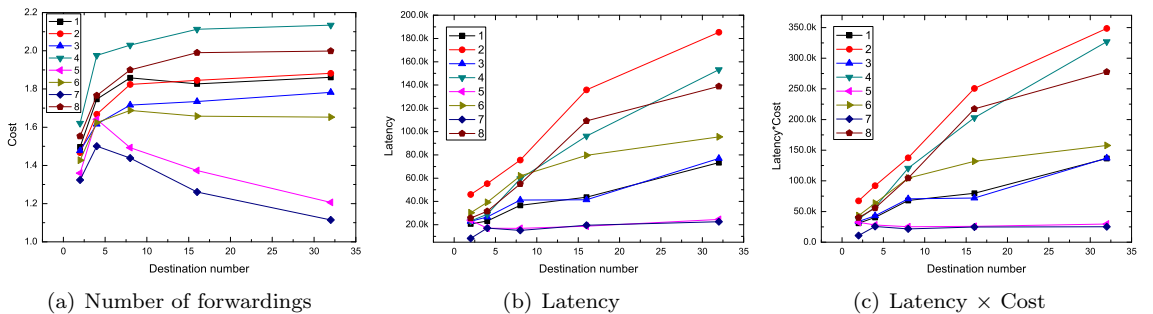 2.2
2.0
1.8
1.6
1.4
1.2
1.0
Cost
1
2
3
4
5
6
7
8
0 5 10 15 20 25 30 35
Destination number
(a) Number of forwardings
200.0k
180.0k
160.0k
140.0k
120.0k
100.0k
80.0k
60.0k
40.0k
20.0k
Latency
1
2
3
4
5
6
7
8
0 5 10 15 20 25 30 35
Destination number
(b) Latency
350.0k
300.0k
250.0k
200.0k
150.0k
100.0k
50.0k
0.0
Latency*Cost
1
2
3
4
5
6
7
8
0 5 10 15 20 25 30 35
Destination number
(c) Latency × Cost